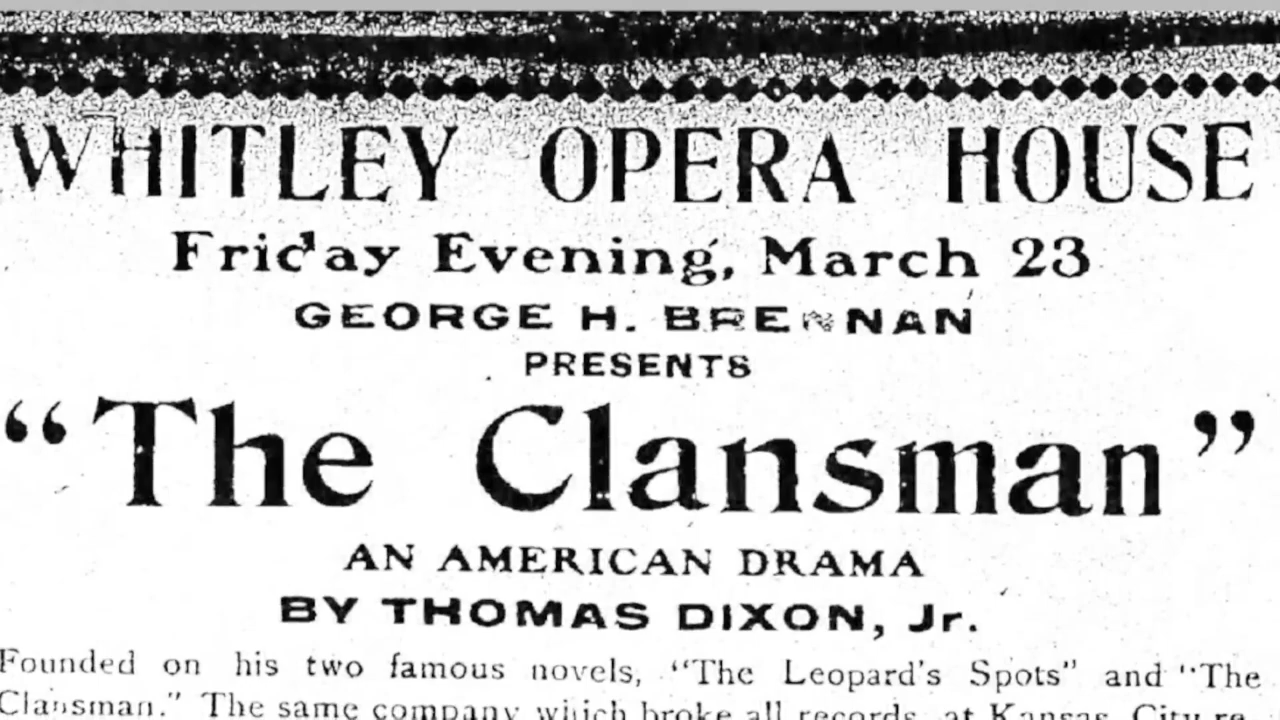 WHITLEY OPERA HOUSE
Friday Evening, March 23
GEORGE H. BRENNAN
PRESENTS
“The Clansman”
AN AMERICAN DRAMA
BY THOMAS DIXON, Jr.
Founded on his two famous novels, “The Leopard's Spots” and “The
Clansman.” The same company which broke all records at Kansas City re